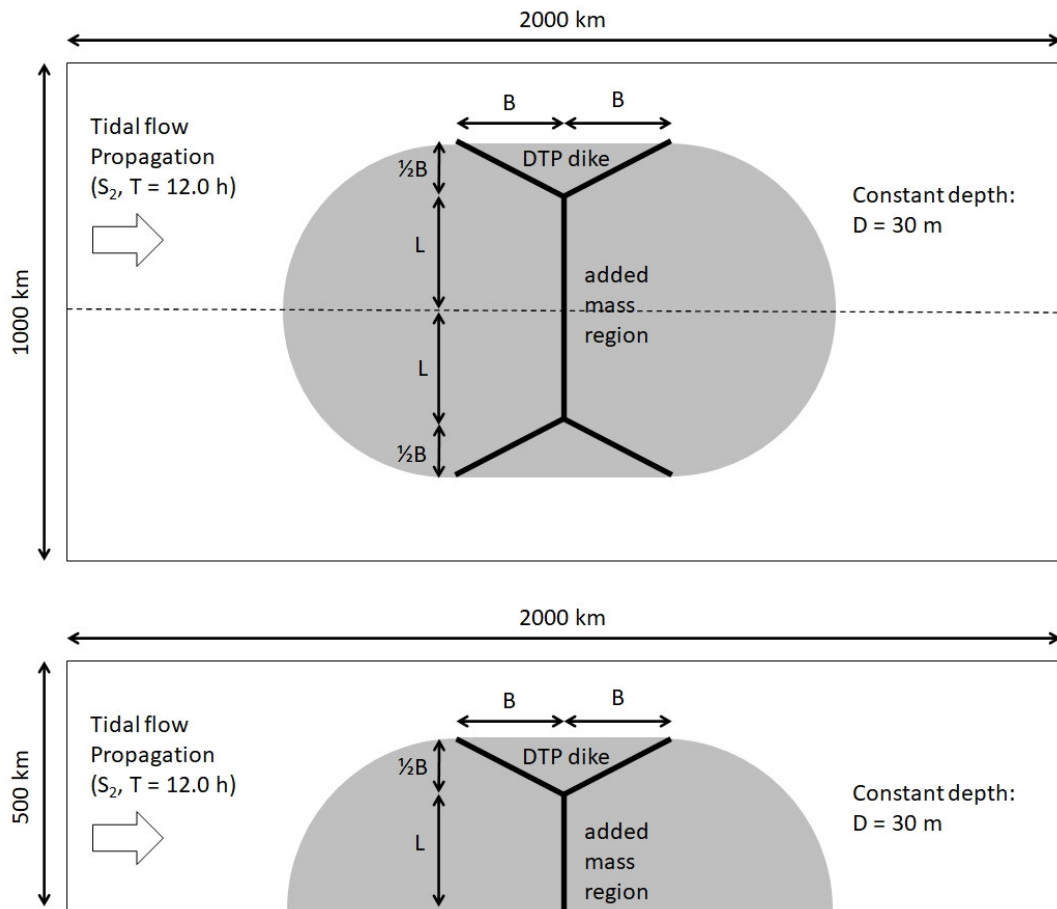 2000 km
B
B
Tidal flow
Propagation
(S₂, T = 12.0 h)
½B
DTP dike
Constant depth:
D = 30 m
L
added
mass
region
1000 km
L
½B
2000 km
B
B
Tidal flow
Propagation
(S₂, T = 12.0 h)
½B
DTP dike
Constant depth:
D = 30 m
500 km
L
added
mass
region